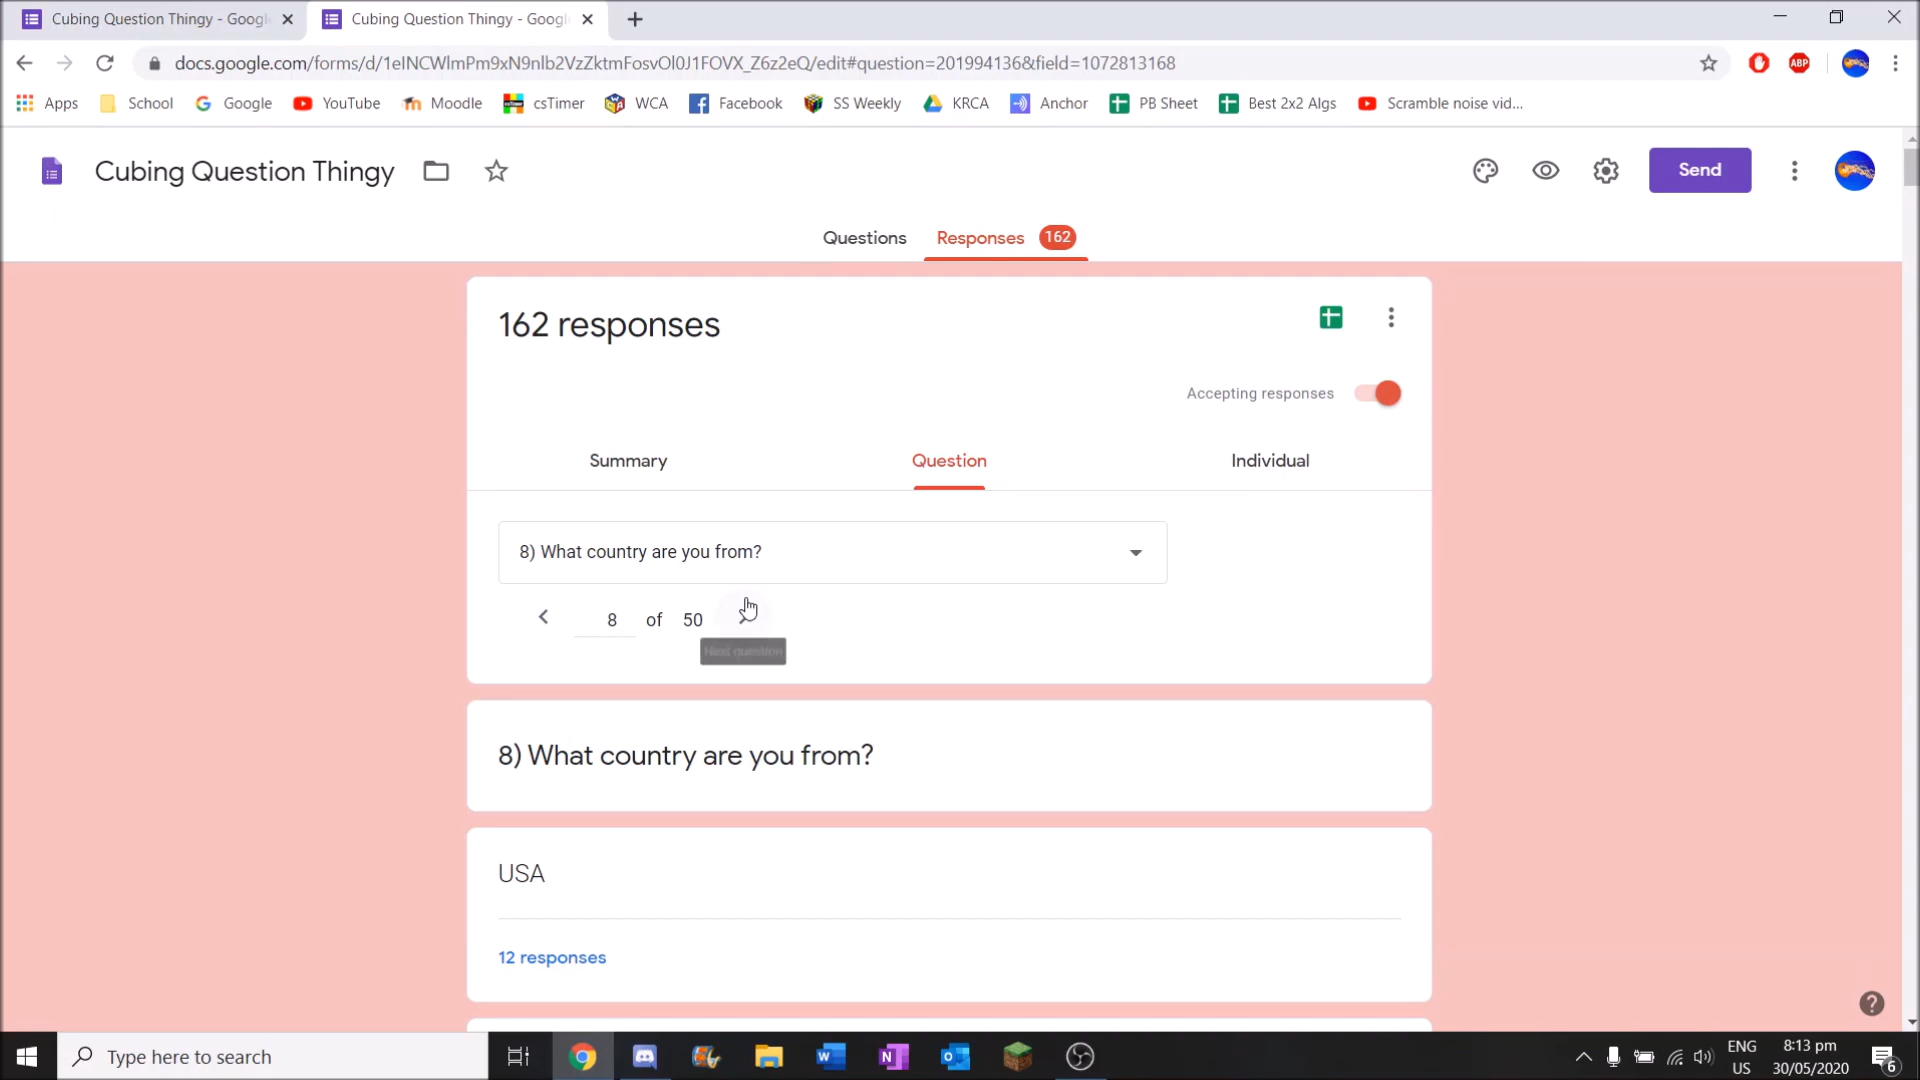 Cubing Question Thingy - Googl
Cubing Question Thingy - Googl
docs.google.com/forms/d/1eINCWlmPm9xN9nlb2VzZktmFosvOl0J1FOVX_Z6z2eQ/edit#question=201994136&field=1072813168
ABP
Apps School Google YouTube Moodle csTimer WCA Facebook SS Weekly KRCA Anchor PB Sheet Best 2x2 Algs Scramble noise vid...
Cubing Question Thingy
Send
Questions Responses 162
162 responses
Accepting responses
Summary Question Individual
8) What country are you from?
8 of 50
Next question
8) What country are you from?
USA
12 responses
Type here to search
ENG
US
8:13 pm
30/05/2020
6